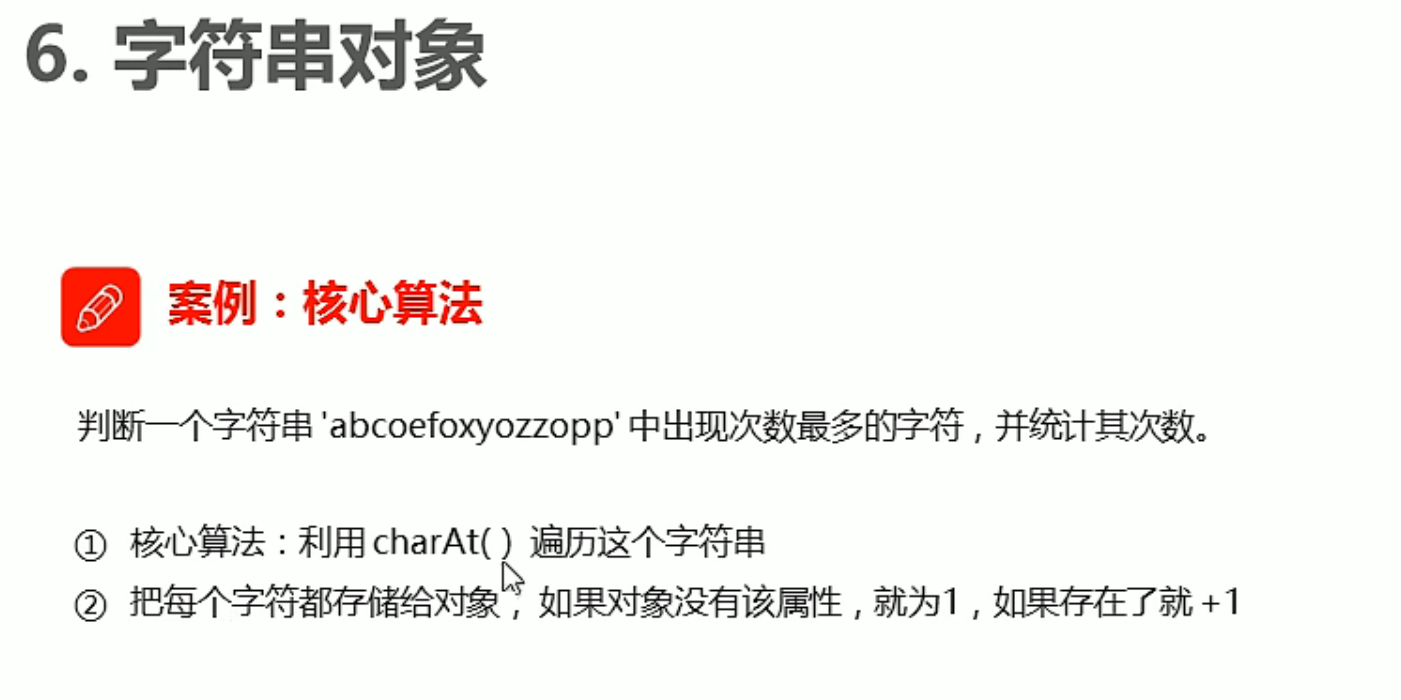 6. 字符串对象
案例：核心算法
判断一个字符串 'abcoefoxyozzopp' 中出现次数最多的字符，并统计其次数。
① 核心算法：利用 charAt( ) 遍历这个字符串
② 把每个字符都存储给对象， 如果对象没有该属性，就为1，如果存在了就 +1